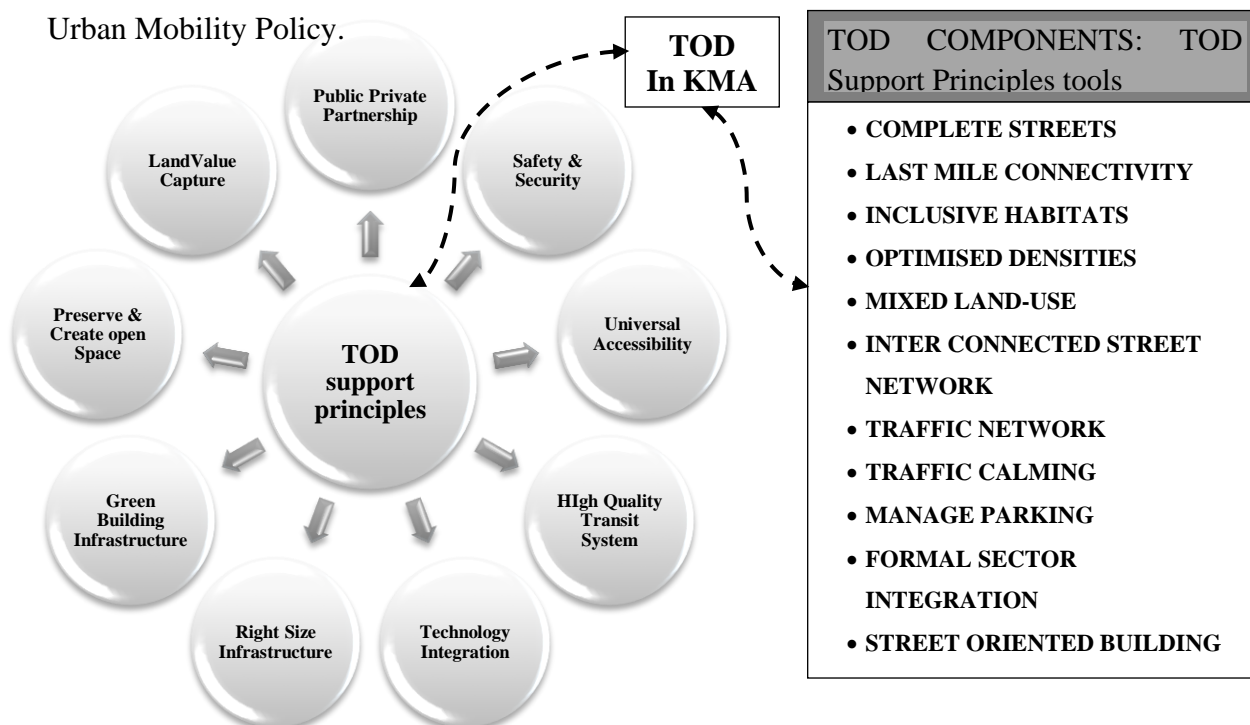 Urban Mobility Policy.
TOD
In KMA
Public Private
Partnership
Safety &
Security
Universal
Accessibility
HIgh Quality
Transit
System
Technology
Integration
Right Size
Infrastructure
Green
Building
Infrastructure
Preserve &
Create open
Space
LandValue
Capture
TOD
support
principles
TOD COMPONENTS: TOD
Support Principles tools
• COMPLETE STREETS
• LAST MILE CONNECTIVITY
• INCLUSIVE HABITATS
• OPTIMISED DENSITIES
• MIXED LAND-USE
• INTER CONNECTED STREET
NETWORK
• TRAFFIC NETWORK
• TRAFFIC CALMING
• MANAGE PARKING
• FORMAL SECTOR
INTEGRATION
• STREET ORIENTED BUILDING